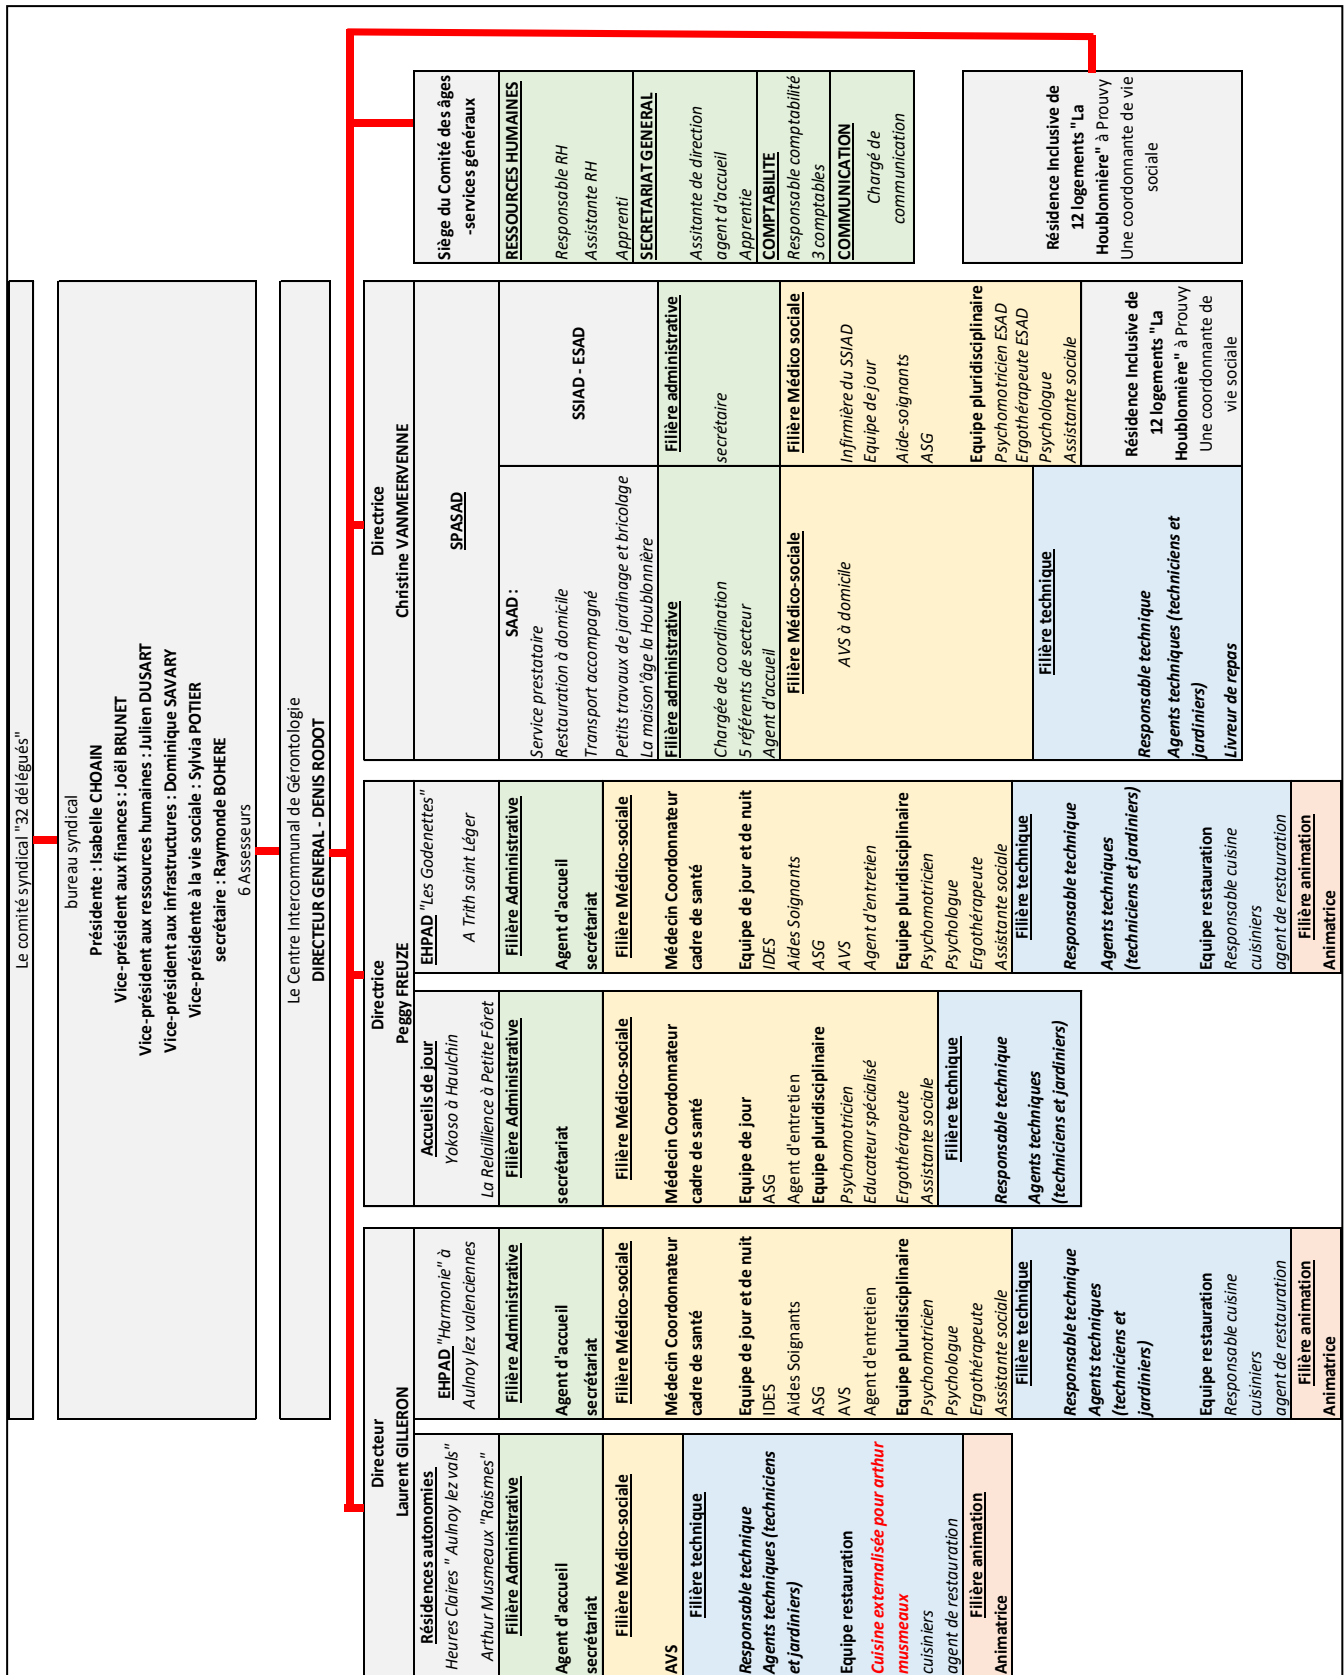 Le comité syndical "32 délégués"
bureau syndical
Présidente : Isabelle CHOAIN
Vice-président aux finances : Joël BRUNET
Vice-président aux ressources humaines : Julien DUSART
Vice-président aux infrastructures : Dominique SAVARY
Vice-présidente à la vie sociale : Sylvia POTIER
secrétaire : Raymonde BOHERE
6 Assesseurs
Le Centre Intercommunal de Gérontologie
DIRECTEUR GENERAL - DENIS RODOT
Directeur
Laurent GILLERON
Résidences autonomies
Heures Claires " Aulnoy lez vals"
Arthur Musmeaux "Raismes"
Filière Administrative
Agent d'accueil
secrétariat
Filière Médico-sociale
AVS
Filière technique
Responsable technique
Agents techniques (techniciens
et jardiniers)
Equipe restauration
Cuisine externalisée pour arthur
musmeaux
cuisiniers
agent de restauration
Filière animation
Animatrice
EHPAD "Harmonie" à
Aulnoy lez valenciennes
Filière Administrative
Agent d'accueil
secrétariat
Filière Médico-sociale
Médecin Coordonnateur
cadre de santé
Equipe de jour et de nuit
IDES
Aides Soignants
ASG
AVS
Agent d'entretien
Equipe pluridisciplinaire
Psychomotricien
Psychologue
Ergothérapeute
Assistante sociale
Filière technique
Responsable technique
Agents techniques
(techniciens et
jardiniers)
Equipe restauration
Responsable cuisine
cuisiniers
agent de restauration
Filière animation
Animatrice
Directrice
Peggy FREUZE
Accueils de jour
Yokoso à Haulchin
La Relaillience à Petite Fôret
Filière Administrative
secrétariat
Filière Médico-sociale
Médecin Coordonnateur
cadre de santé
Equipe de jour
ASG
Agent d'entretien
Equipe pluridisciplinaire
Psychomotricien
Educateur spécialisé
Ergothérapeute
Assistante sociale
Filière technique
Responsable technique
Agents techniques
(techniciens et jardiniers)
EHPAD "Les Godenettes"
A Trith saint Léger
Filière Administrative
Agent d'accueil
secrétariat
Filière Médico-sociale
Médecin Coordonnateur
cadre de santé
Equipe de jour et de nuit
IDES
Aides Soignants
ASG
AVS
Agent d'entretien
Equipe pluridisciplinaire
Psychomotricien
Psychologue
Ergothérapeute
Assistante sociale
Filière technique
Responsable technique
Agents techniques
(techniciens et jardiniers)
Equipe restauration
Responsable cuisine
cuisiniers
agent de restauration
Filière animation
Animatrice
Directrice
Christine VANMEERVENNE
SPASAD
SAAD :
Service prestataire
Restauration à domicile
Transport accompagné
Petits travaux de jardinage et bricolage
La maison'âge la Houblonnière
Filière administrative
Chargée de coordination
5 référents de secteur
Agent d'accueil
Filière Médico-sociale
AVS à domicile
Filière technique
Responsable technique
Agents techniques (techniciens et
jardiniers)
Livreur de repas
SSIAD - ESAD
Filière administrative
secrétaire
Filière Médico sociale
Infirmière du SSIAD
Equipe de jour
Aide-soignants
ASG
Equipe pluridisciplinaire
Psychomotricien ESAD
Ergothérapeute ESAD
Psychologue
Assistante sociale
Résidence Inclusive de
12 logements "La
Houblonnière" à Prouvy
Une coordonnante de
vie sociale
Siège du Comité des âges
-services généraux
RESSOURCES HUMAINES
Responsable RH
Assistante RH
Apprenti
SECRETARIAT GENERAL
Assitante de direction
agent d'accueil
Apprentie
COMPTABILITE
Responsable comptabilité
3 comptables
COMMUNICATION
Chargé de
communication
Résidence Inclusive de
12 logements "La
Houblonnière" à Prouvy
Une coordonnante de vie
sociale